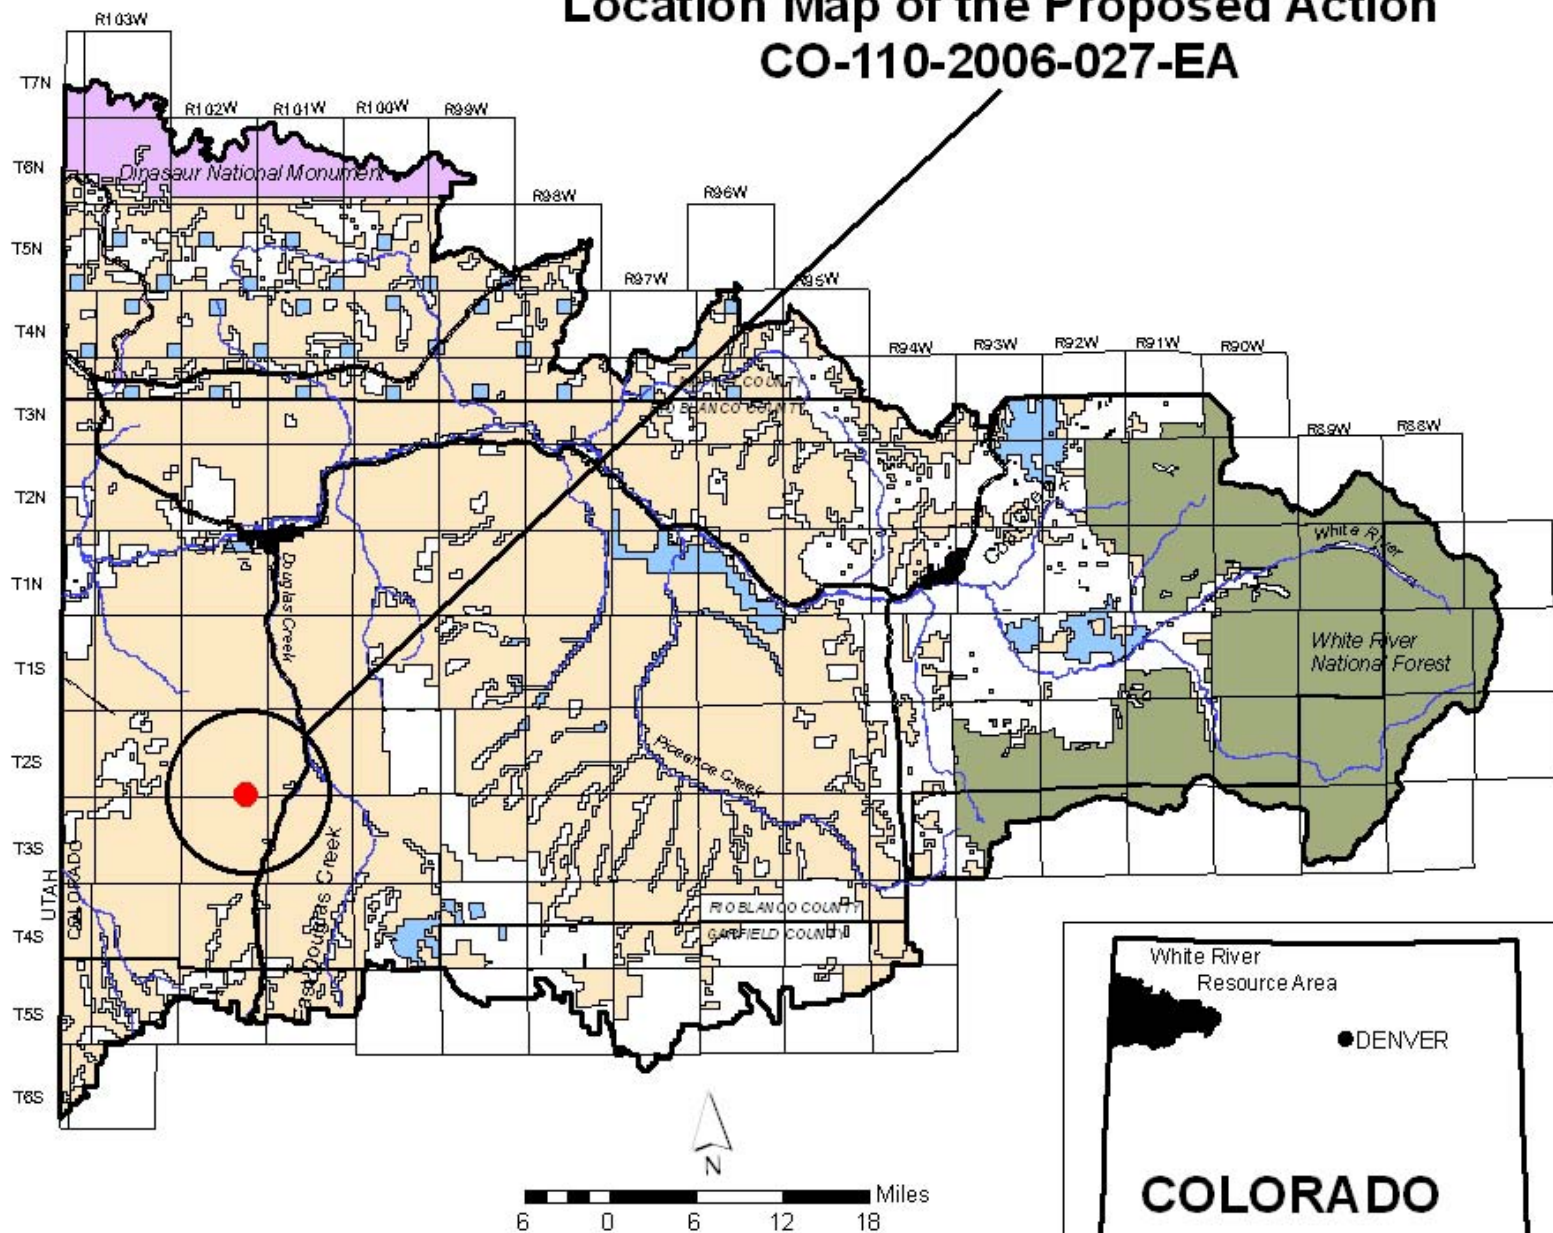 Location Map of the Proposed Action
CO-110-2006-027-EA
R103W
T7N
R102W
R101W
R100W
R99W
T6N
Dinasaur National Monument
R98W
R96W
T5N
R97W
R95W
T4N
R94W
R93W
R92W
R91W
R90W
COUNTY
T3N
RIO BLANCO COUNTY
R89W
R88W
T2N
White River
T1N
Douglas Creek
T1S
White River
National Forest
T2S
Piceance Creek
T3S
UTAH
COLORADO
East Douglas Creek
RIO BLANCO COUNTY
T4S
GARFIELD COUNTY
T5S
T6S
N
Miles
6 0 6 12 18
White River
Resource Area
DENVER
COLORADO